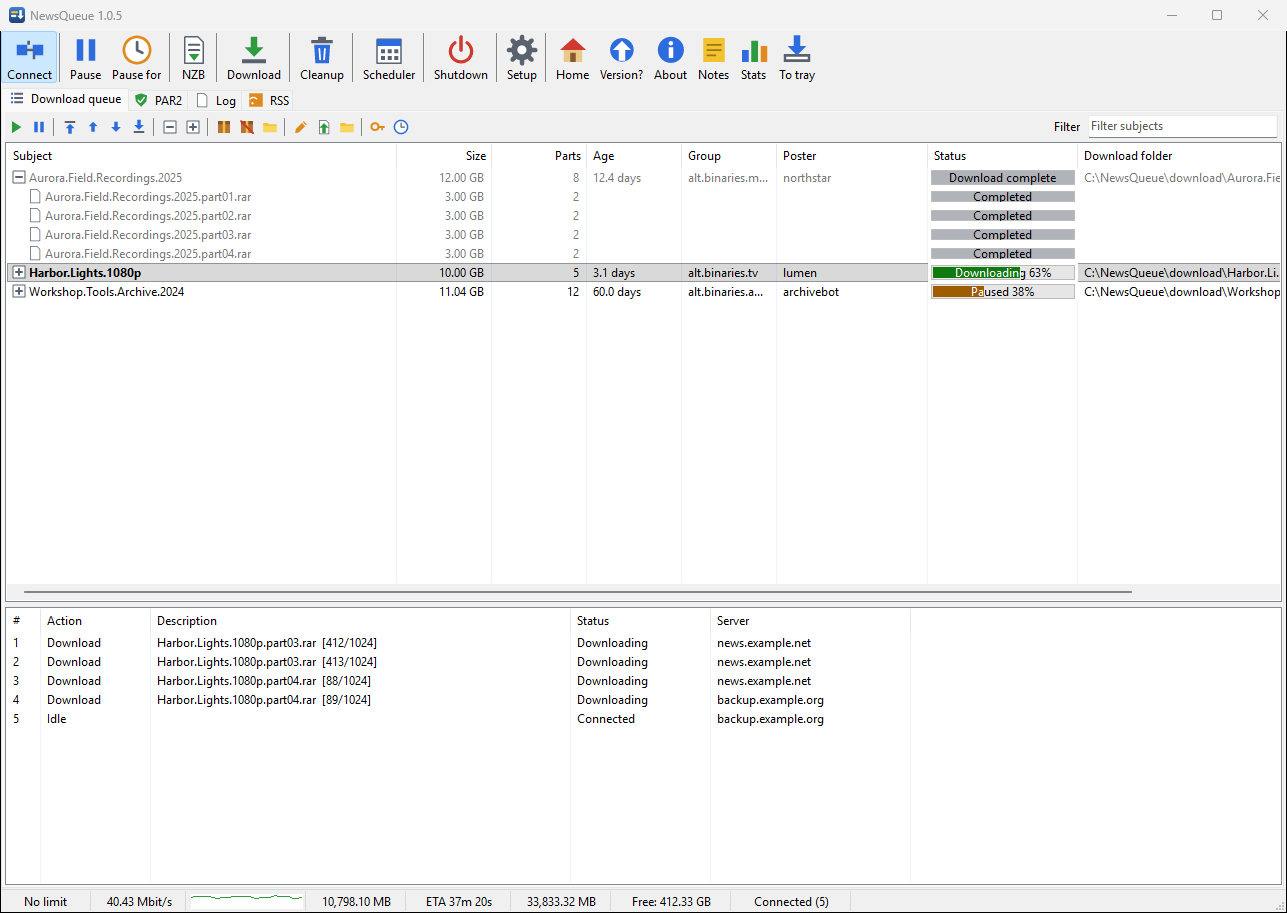 NewsQueue 1.0.5
Connect Pause Pause for NZB Download Cleanup Scheduler Shutdown Setup Home Version? About Notes Stats To tray
Download queue PAR2 Log RSS
Filter Filter subjects
Subject Size Parts Age Group Poster Status Download folder
Aurora.Field.Recordings.2025 12.00 GB 8 12.4 days alt.binaries.m... northstar Download complete C:\NewsQueue\download\Aurora.Fie
Aurora.Field.Recordings.2025.part01.rar 3.00 GB 2 Completed
Aurora.Field.Recordings.2025.part02.rar 3.00 GB 2 Completed
Aurora.Field.Recordings.2025.part03.rar 3.00 GB 2 Completed
Aurora.Field.Recordings.2025.part04.rar 3.00 GB 2 Completed
Harbor.Lights.1080p 10.00 GB 5 3.1 days alt.binaries.tv lumen Downloading 63% C:\NewsQueue\download\Harbor.Li.
Workshop.Tools.Archive.2024 11.04 GB 12 60.0 days alt.binaries.a... archivebot Paused 38% C:\NewsQueue\download\Workshop
# Action Description Status Server
1 Download Harbor.Lights.1080p.part03.rar [412/1024] Downloading news.example.net
2 Download Harbor.Lights.1080p.part03.rar [413/1024] Downloading news.example.net
3 Download Harbor.Lights.1080p.part04.rar [88/1024] Downloading news.example.net
4 Download Harbor.Lights.1080p.part04.rar [89/1024] Downloading backup.example.org
5 Idle Connected backup.example.org
No limit 40.43 Mbit/s 10,798.10 MB ETA 37m 20s 33,833.32 MB Free: 412.33 GB Connected (5)